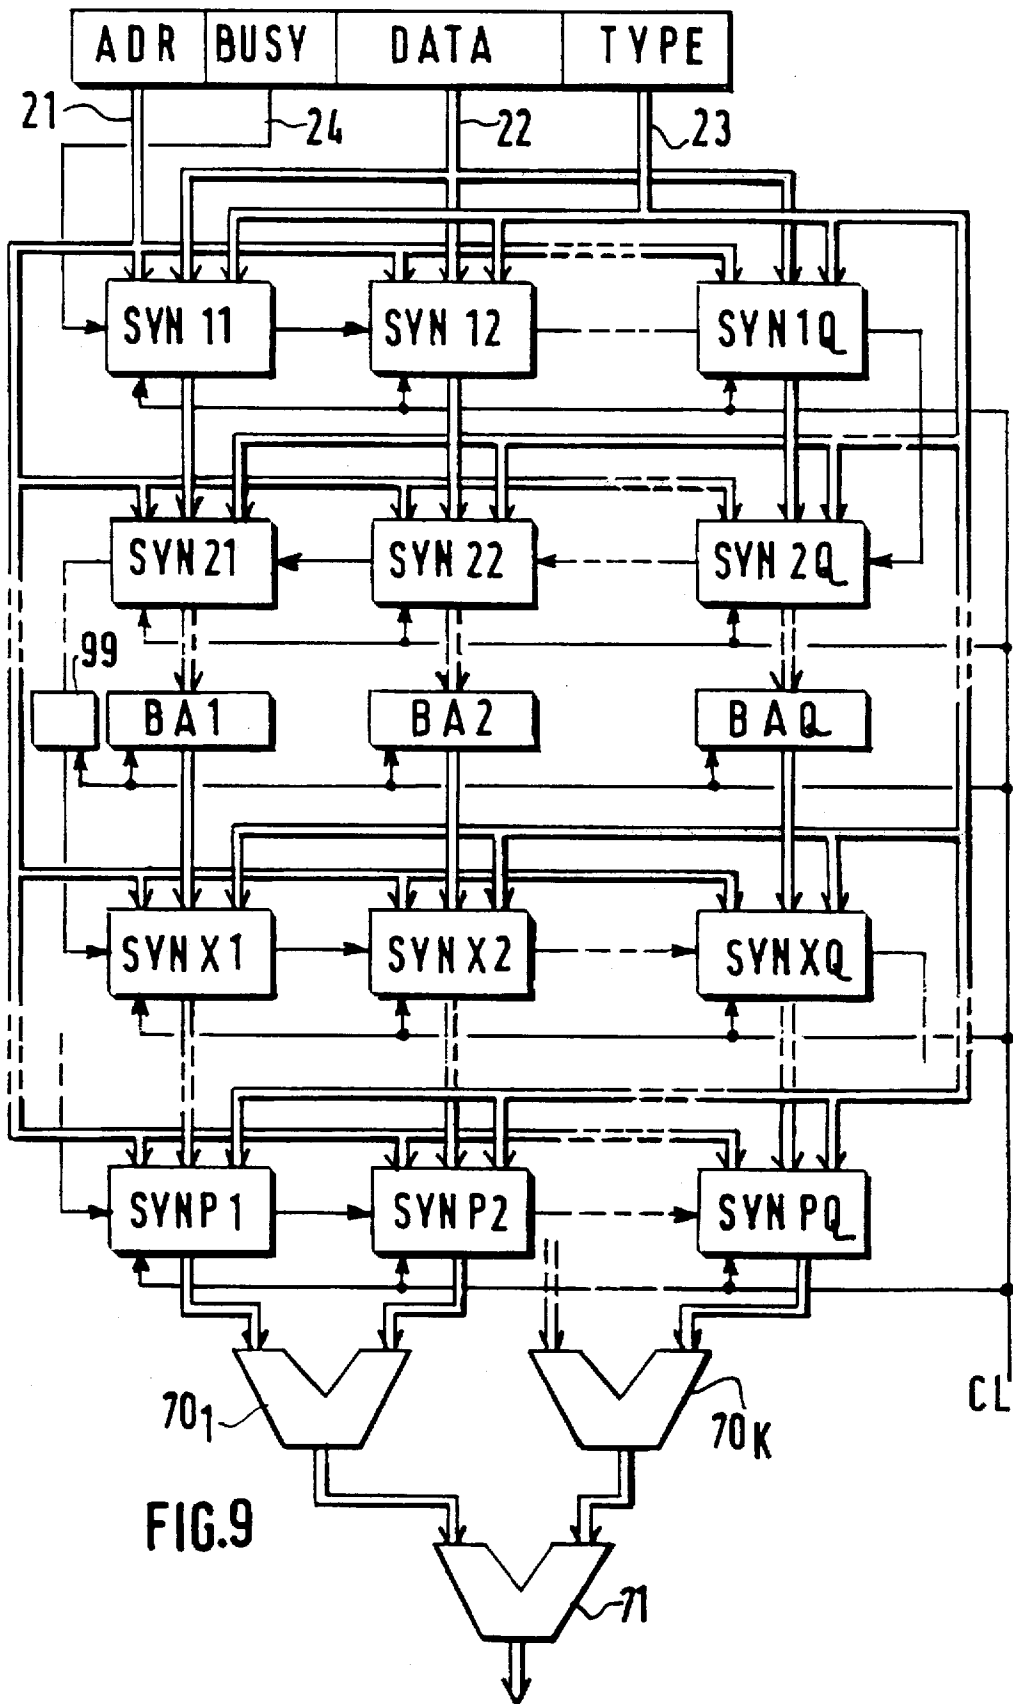 ADR BUSY DATA TYPE
21 24 22 23
SYN 11 SYN 12 SYN 1Q
SYN 21 SYN 22 SYN 2Q
99
BA1 BA2 BAQ
SYN X1 SYN X2 SYN XQ
SYN P1 SYN P2 SYN PQ
CL
70₁ 70K
FIG.9
71